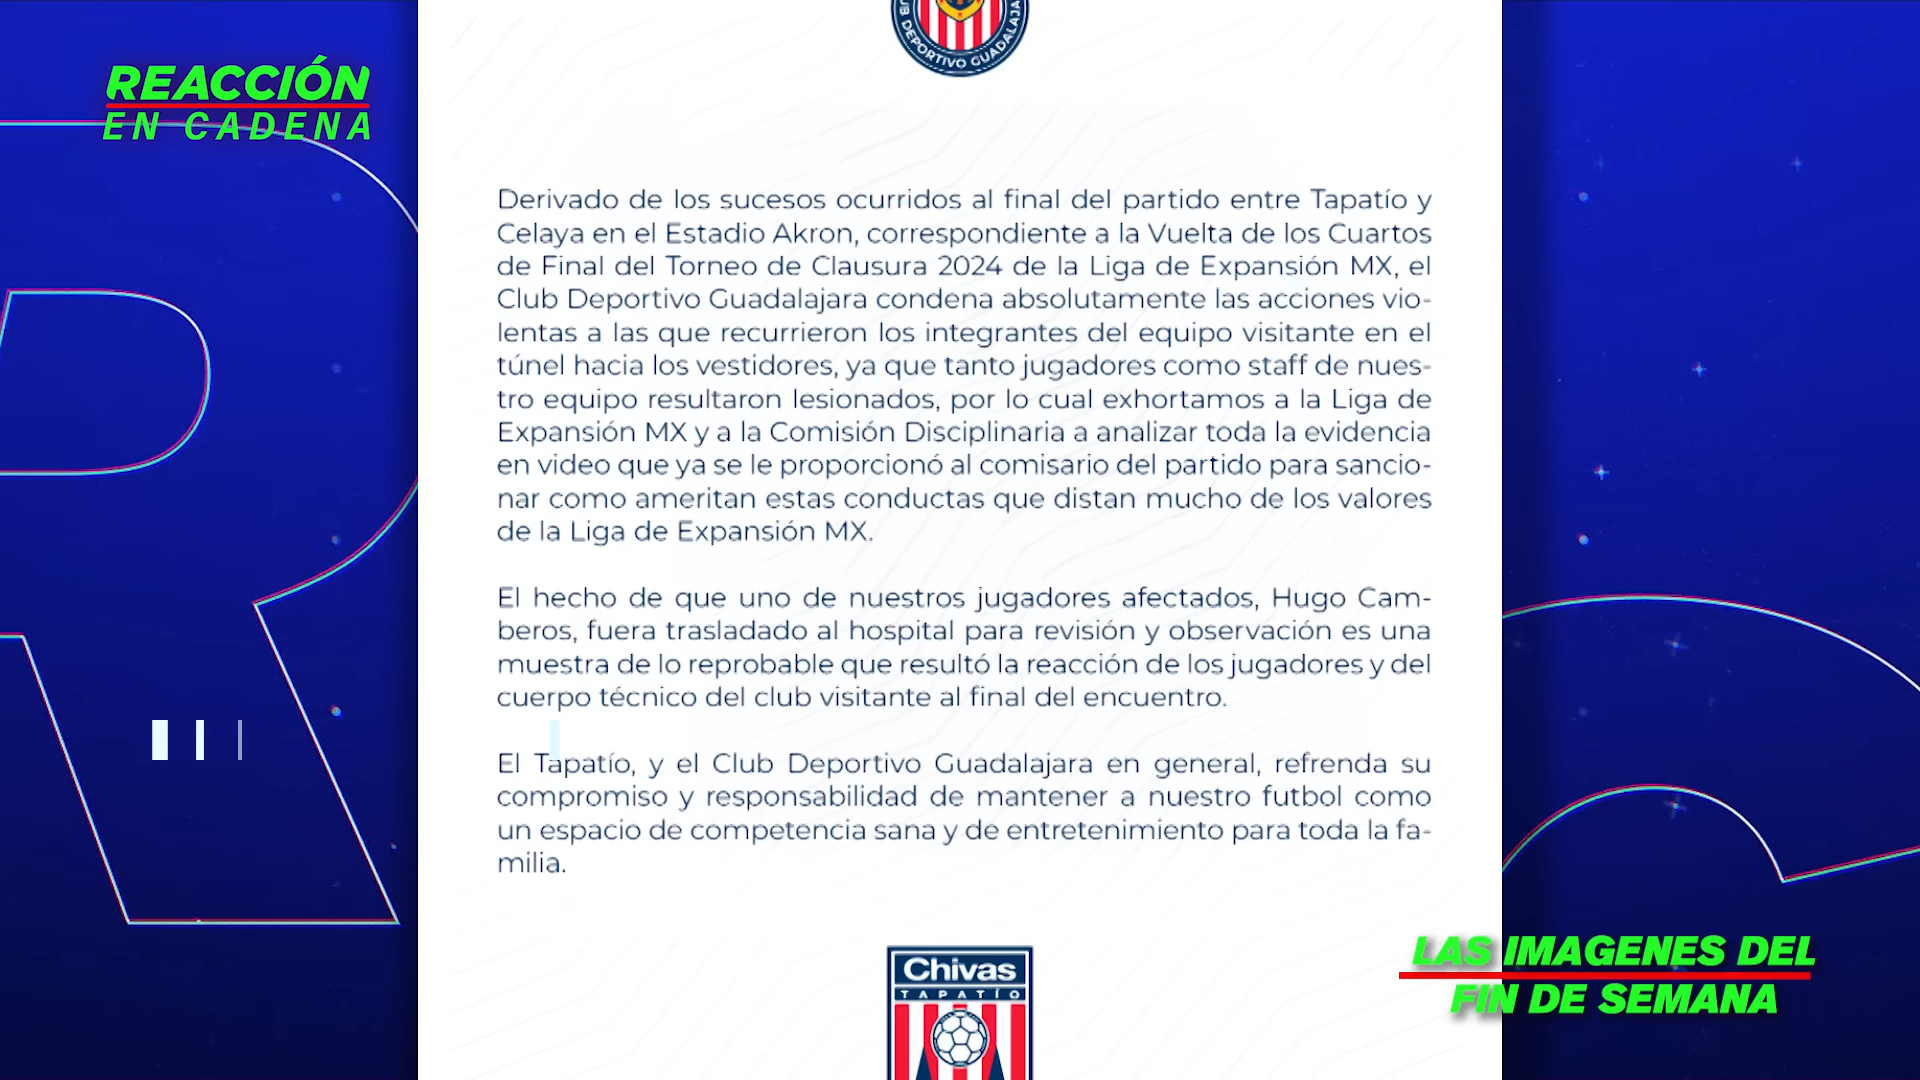 CLUB DEPORTIVO GUADALAJARA
REACCIÓN
EN CADENA
Derivado de los sucesos ocurridos al final del partido entre Tapatío y
Celaya en el Estadio Akron, correspondiente a la Vuelta de los Cuartos
de Final del Torneo de Clausura 2024 de la Liga de Expansión MX, el
Club Deportivo Guadalajara condena absolutamente las acciones vio-
lentas a las que recurrieron los integrantes del equipo visitante en el
túnel hacia los vestidores, ya que tanto jugadores como staff de nues-
tro equipo resultaron lesionados, por lo cual exhortamos a la Liga de
Expansión MX y a la Comisión Disciplinaria a analizar toda la evidencia
en video que ya se le proporcionó al comisario del partido para sancio-
nar como ameritan estas conductas que distan mucho de los valores
de la Liga de Expansión MX.
El hecho de que uno de nuestros jugadores afectados, Hugo Cam-
beros, fuera trasladado al hospital para revisión y observación es una
muestra de lo reprobable que resultó la reacción de los jugadores y del
cuerpo técnico del club visitante al final del encuentro.
El Tapatío, y el Club Deportivo Guadalajara en general, refrenda su
compromiso y responsabilidad de mantener a nuestro futbol como
un espacio de competencia sana y de entretenimiento para toda la fa-
milia.
Chivas
TAPATÍO
LAS IMAGENES DEL
FIN DE SEMANA